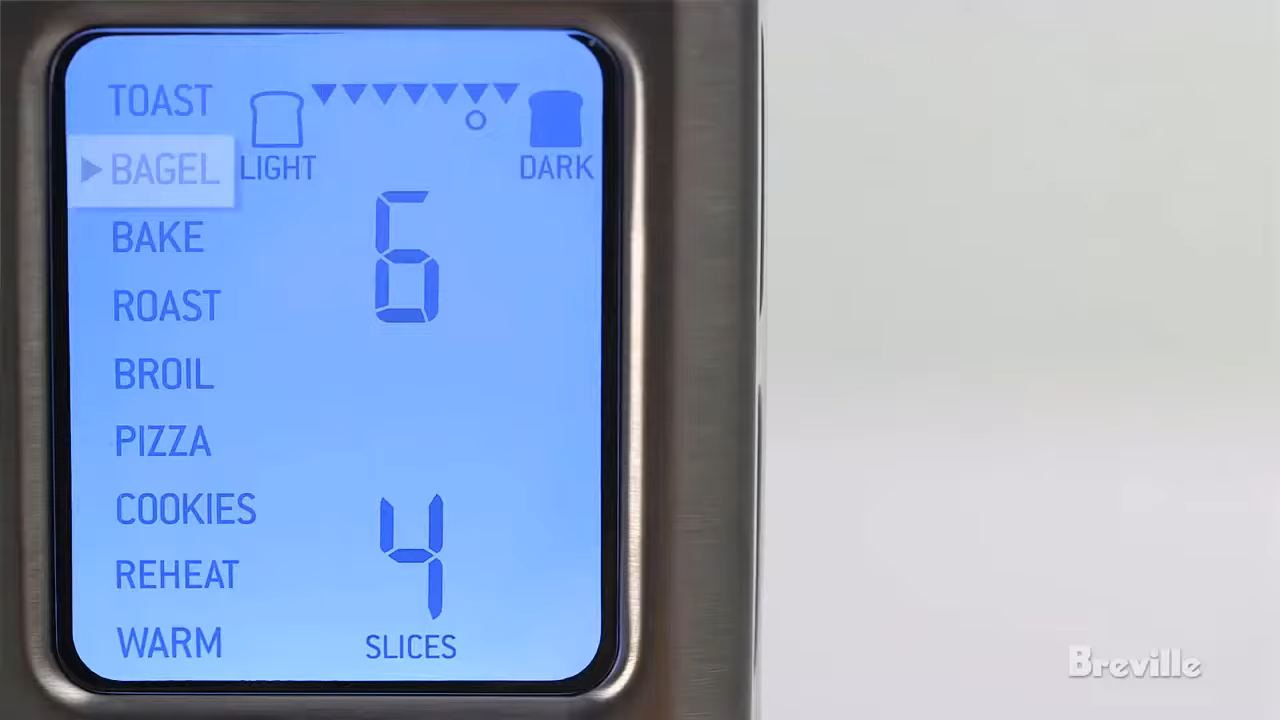 TOAST
BAGEL
BAKE
ROAST
BROIL
PIZZA
COOKIES
REHEAT
WARM
LIGHT
DARK
6
4
SLICES
Breville